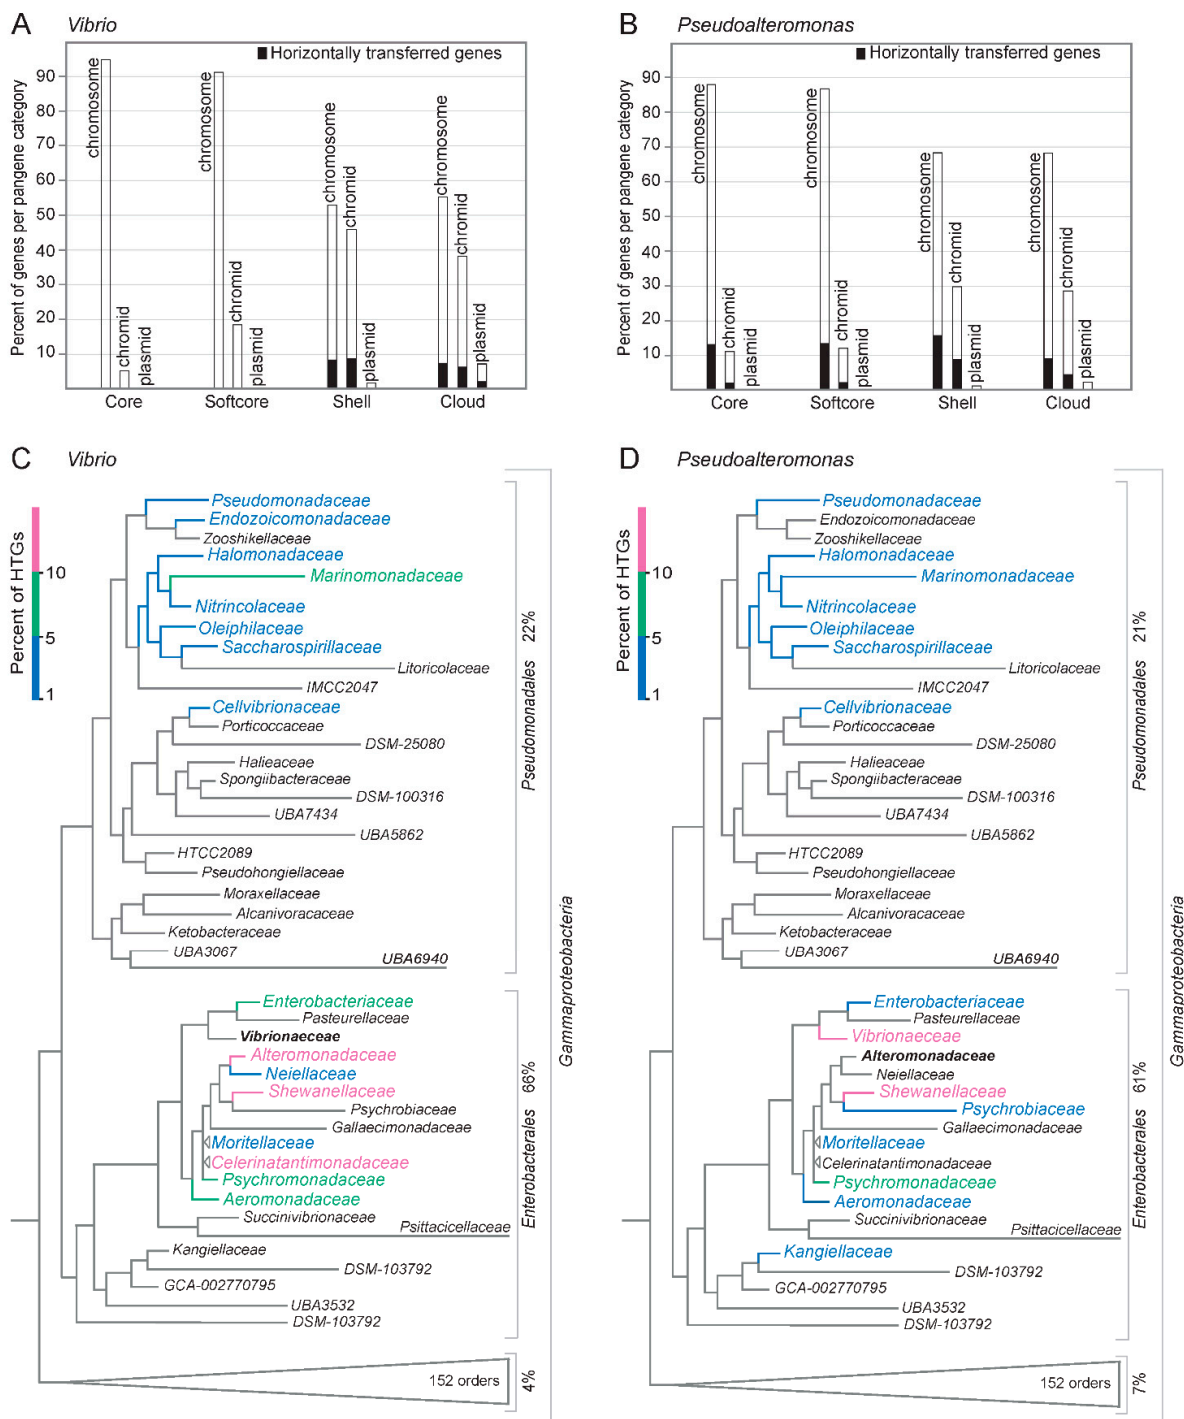 A Vibrio
Horizontally transferred genes
Percent of genes per pangene category
90
80
70
60
50
40
30
20
10
chromosome
chromid
plasmid
chromosome
chromid
plasmid
chromosome
chromid
plasmid
chromosome
chromid
plasmid
Core Softcore Shell Cloud
B Pseudoalteromonas
Horizontally transferred genes
Percent of genes per pangene category
90
80
70
60
50
40
30
20
10
chromosome
chromid
plasmid
chromosome
chromid
plasmid
chromosome
chromid
plasmid
chromosome
chromid
plasmid
Core Softcore Shell Cloud
C Vibrio
Percent of HTGs
10
5
1
Pseudomonadaceae
Endozoicomonadaceae
Zooshikellaceae
Halomonadaceae
Marinomonadaceae
Nitrincolaceae
Oleiphilaceae
Saccharospirillaceae
Litoricolaceae
IMCC2047
Cellvibrionaceae
Porticoccaceae
DSM-25080
Halieaceae
Spongiibacteraceae
DSM-100316
UBA7434
UBA5862
HTCC2089
Pseudohongiellaceae
Moraxellaceae
Alcanivoracaceae
Ketobacteraceae
UBA3067
UBA6940
Enterobacteriaceae
Pasteurellaceae
Vibrionaeceae
Alteromonadaceae
Neiellaceae
Shewanellaceae
Psychrobiaceae
Gallaecimonadaceae
Moritellaceae
Celerinatantimonadaceae
Psychromonadaceae
Aeromonadaceae
Succinivibrionaceae
Psittacicellaceae
Kangiellaceae
DSM-103792
GCA-002770795
UBA3532
DSM-103792
152 orders
Pseudomonadales 22%
Enterobacterales 66%
4%
Gammaproteobacteria
D Pseudoalteromonas
Percent of HTGs
10
5
1
Pseudomonadaceae
Endozoicomonadaceae
Zooshikellaceae
Halomonadaceae
Marinomonadaceae
Nitrincolaceae
Oleiphilaceae
Saccharospirillaceae
Litoricolaceae
IMCC2047
Cellvibrionaceae
Porticoccaceae
DSM-25080
Halieaceae
Spongiibacteraceae
DSM-100316
UBA7434
UBA5862
HTCC2089
Pseudohongiellaceae
Moraxellaceae
Alcanivoracaceae
Ketobacteraceae
UBA3067
UBA6940
Enterobacteriaceae
Pasteurellaceae
Vibrionaeceae
Alteromonadaceae
Neiellaceae
Shewanellaceae
Psychrobiaceae
Gallaecimonadaceae
Moritellaceae
Celerinatantimonadaceae
Psychromonadaceae
Aeromonadaceae
Succinivibrionaceae
Psittacicellaceae
Kangiellaceae
DSM-103792
GCA-002770795
UBA3532
DSM-103792
152 orders
Pseudomonadales 21%
Enterobacterales 61%
7%
Gammaproteobacteria